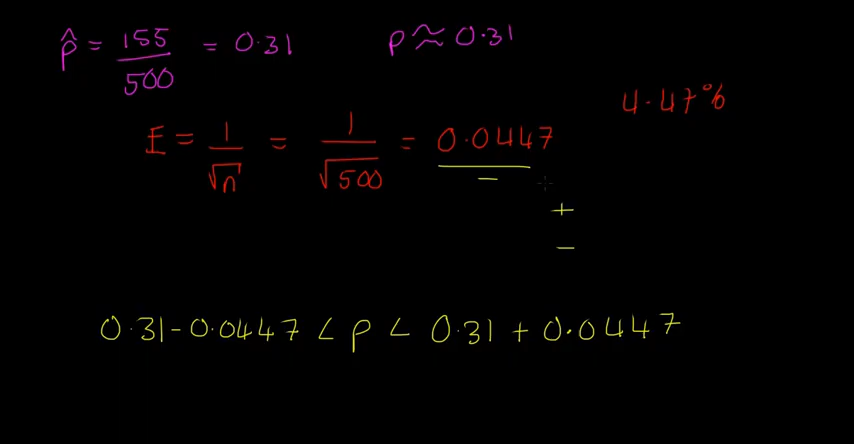 p̂ = 155/500 = 0.31 p ≈ 0.31
4.47%
E = 1/√n = 1/√500 = 0.0447
+
−
0.31 − 0.0447 < p < 0.31 + 0.0447